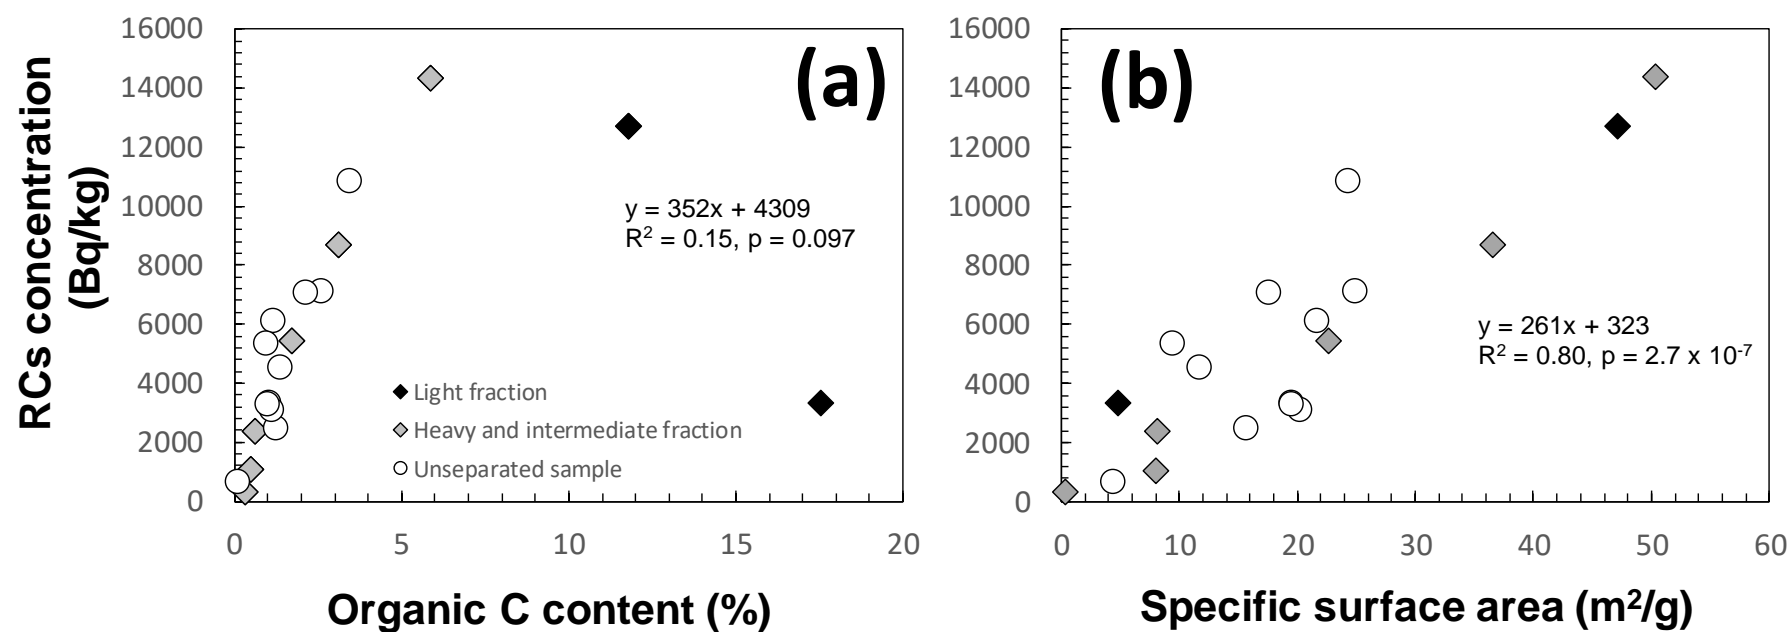 RCs concentration
(Bq/kg)
16000
14000
12000
10000
8000
6000
4000
2000
0
(a)
y = 352x + 4309
R² = 0.15, p = 0.097
Light fraction
Heavy and intermediate fraction
Unseparated sample
0 5 10 15 20
Organic C content (%)
16000
14000
12000
10000
8000
6000
4000
2000
0
(b)
y = 261x + 323
R² = 0.80, p = 2.7 x 10⁻⁷
0 10 20 30 40 50 60
Specific surface area (m²/g)